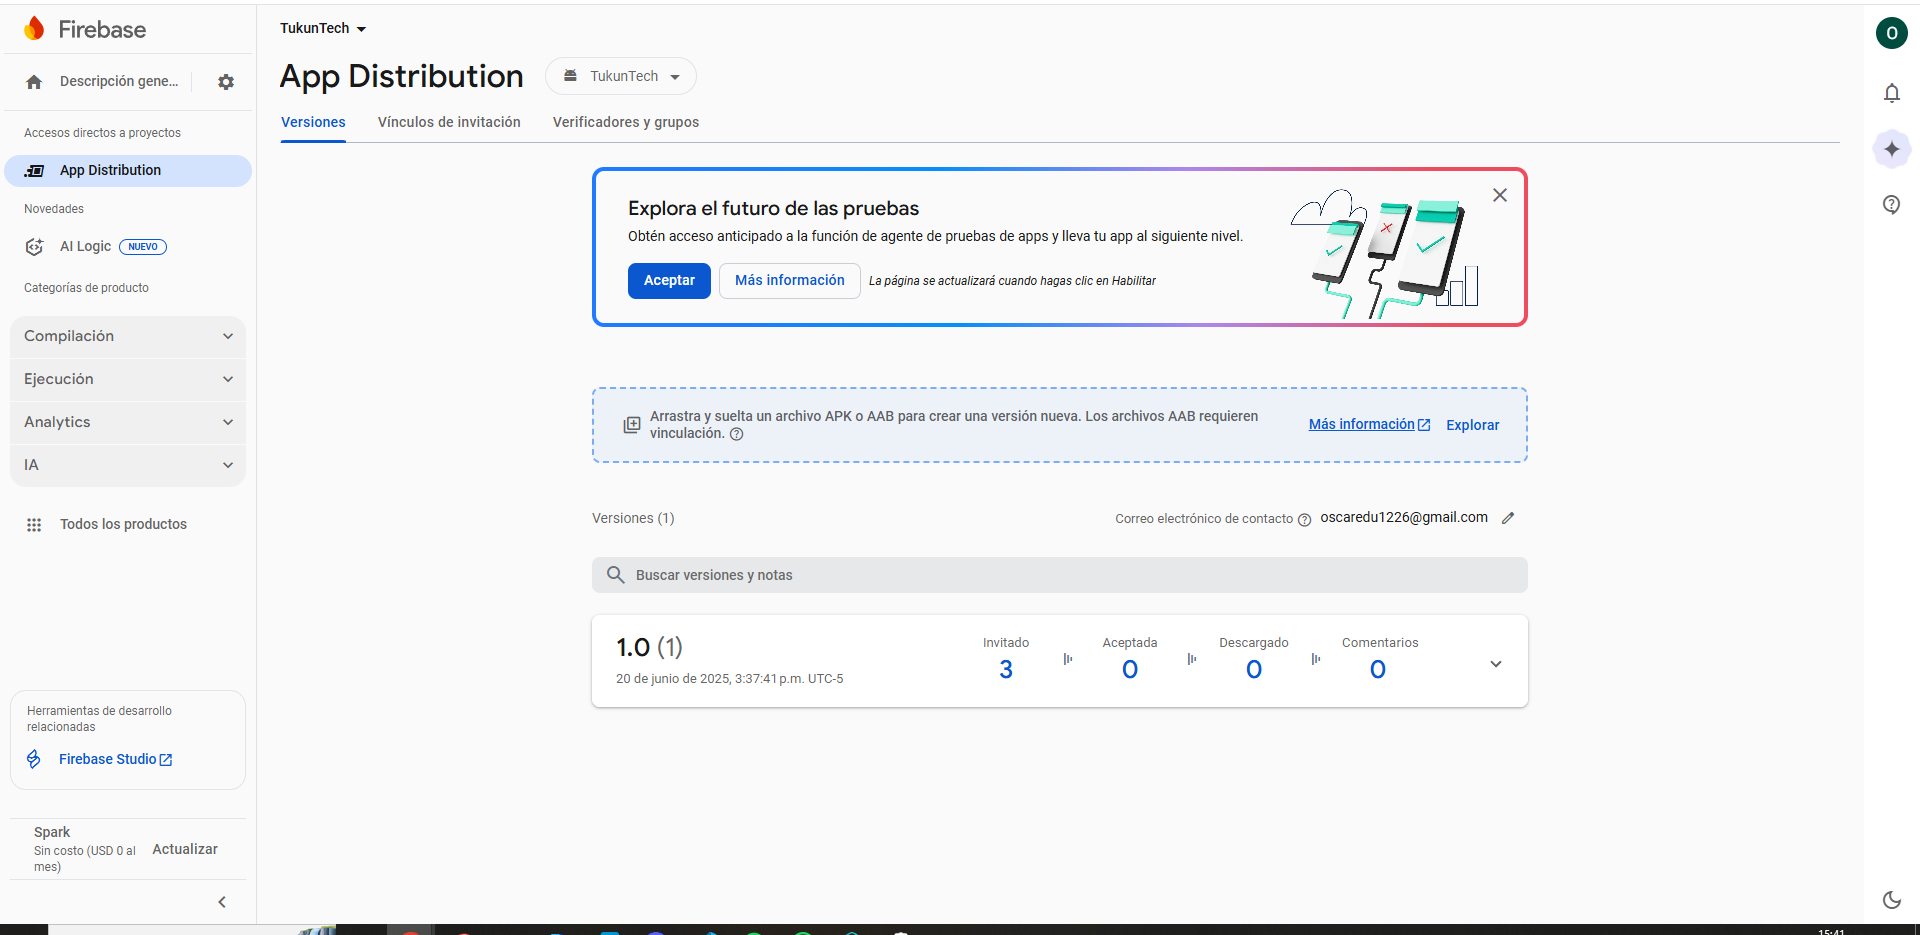 Firebase
Descripción gene...
Accesos directos a proyectos
App Distribution
Novedades
AI Logic NUEVO
Categorías de producto
Compilación
Ejecución
Analytics
IA
Todos los productos
Herramientas de desarrollo
relacionadas
Firebase Studio
Spark
Sin costo (USD 0 al
mes)
Actualizar
TukunTech
App Distribution
TukunTech
Versiones
Vínculos de invitación
Verificadores y grupos
Explora el futuro de las pruebas
Obtén acceso anticipado a la función de agente de pruebas de apps y lleva tu app al siguiente nivel.
Aceptar
Más información
La página se actualizará cuando hagas clic en Habilitar
Arrastra y suelta un archivo APK o AAB para crear una versión nueva. Los archivos AAB requieren
vinculación.
Más información
Explorar
Versiones (1)
Correo electrónico de contacto
oscaredu1226@gmail.com
Buscar versiones y notas
1.0 (1)
20 de junio de 2025, 3:37:41 p.m. UTC-5
Invitado
3
Aceptada
0
Descargado
0
Comentarios
0
O
15:41